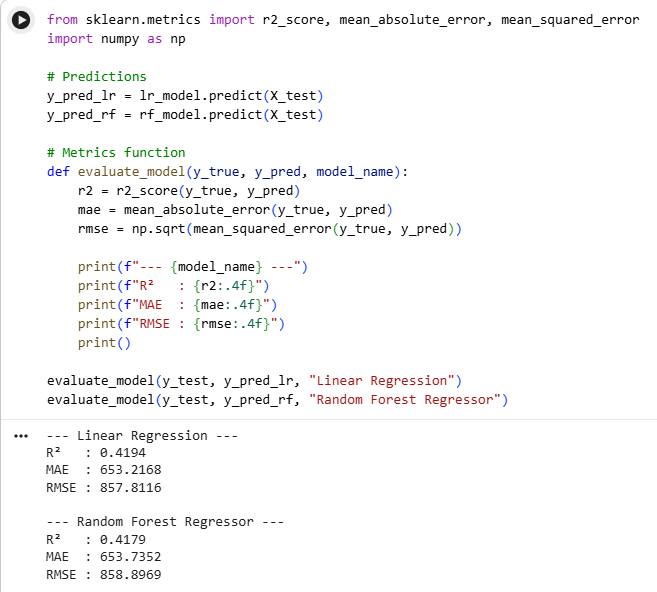 from sklearn.metrics import r2_score, mean_absolute_error, mean_squared_error
import numpy as np

# Predictions
y_pred_lr = lr_model.predict(X_test)
y_pred_rf = rf_model.predict(X_test)

# Metrics function
def evaluate_model(y_true, y_pred, model_name):
    r2 = r2_score(y_true, y_pred)
    mae = mean_absolute_error(y_true, y_pred)
    rmse = np.sqrt(mean_squared_error(y_true, y_pred))

    print(f"--- {model_name} ---")
    print(f"R²   : {r2:.4f}")
    print(f"MAE  : {mae:.4f}")
    print(f"RMSE : {rmse:.4f}")
    print()

evaluate_model(y_test, y_pred_lr, "Linear Regression")
evaluate_model(y_test, y_pred_rf, "Random Forest Regressor")

--- Linear Regression ---
R²   : 0.4194
MAE  : 653.2168
RMSE : 857.8116

--- Random Forest Regressor ---
R²   : 0.4179
MAE  : 653.7352
RMSE : 858.8969